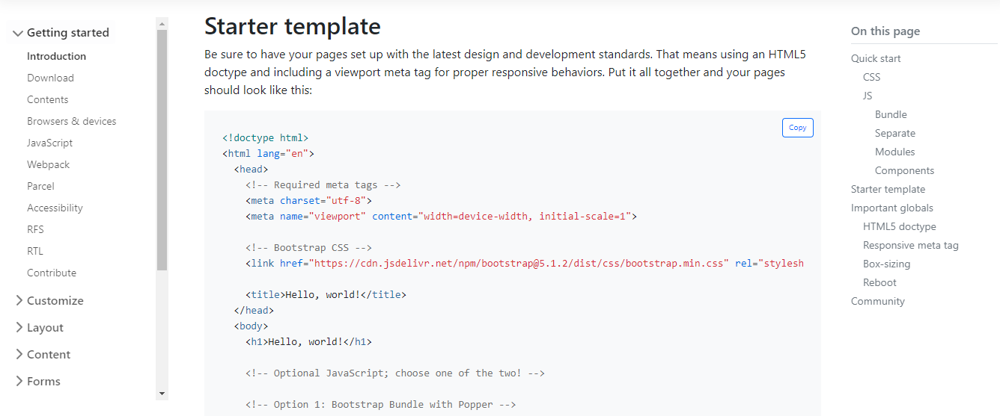 Getting started
Introduction
Download
Contents
Browsers & devices
JavaScript
Webpack
Parcel
Accessibility
RFS
RTL
Contribute
Customize
Layout
Content
Forms
Starter template
Be sure to have your pages set up with the latest design and development standards. That means using an HTML5
doctype and including a viewport meta tag for proper responsive behaviors. Put it all together and your pages
should look like this:
Copy
<!doctype html>
<html lang="en">
<head>
<!-- Required meta tags -->
<meta charset="utf-8">
<meta name="viewport" content="width=device-width, initial-scale=1">
<!-- Bootstrap CSS -->
<link href="https://cdn.jsdelivr.net/npm/bootstrap@5.1.2/dist/css/bootstrap.min.css" rel="stylesh
<title>Hello, world!</title>
</head>
<body>
<h1>Hello, world!</h1>
<!-- Optional JavaScript; choose one of the two! -->
<!-- Option 1: Bootstrap Bundle with Popper -->
On this page
Quick start
CSS
JS
Bundle
Separate
Modules
Components
Starter template
Important globals
HTML5 doctype
Responsive meta tag
Box-sizing
Reboot
Community